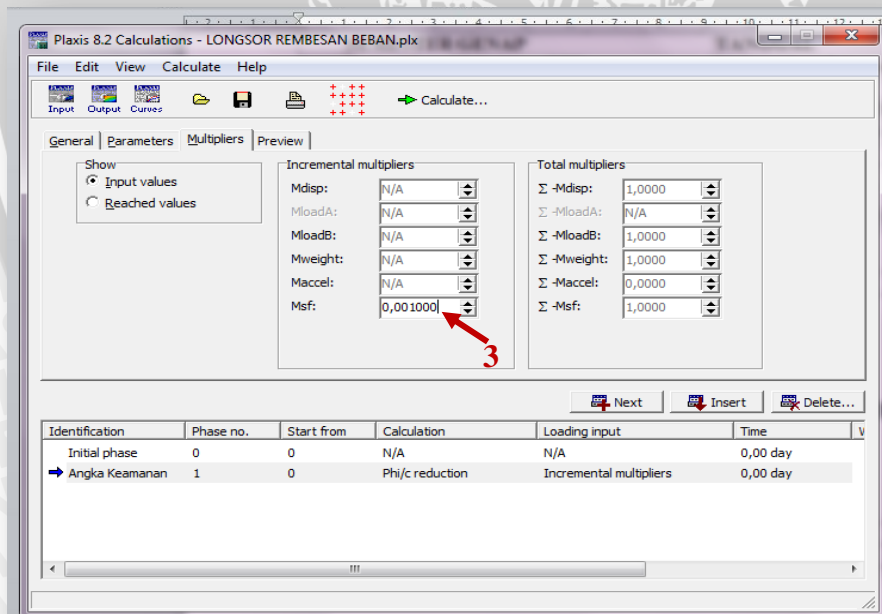 Plaxis 8.2 Calculations - LONGSOR REMBESAN BEBAN.plx
File Edit View Calculate Help
Input Output Curves Calculate...
General Parameters Multipliers Preview
Show
Input values
Reached values
Incremental multipliers
Mdisp: N/A
MloadA: N/A
MloadB: N/A
Mweight: N/A
Maccel: N/A
Msf: 0,001000
3
Total multipliers
Σ -Mdisp: 1,0000
Σ -MloadA: N/A
Σ -MloadB: 1,0000
Σ -Mweight: 1,0000
Σ -Maccel: 0,0000
Σ -Msf: 1,0000
Next Insert Delete...
Identification Phase no. Start from Calculation Loading input Time
Initial phase 0 0 N/A N/A 0,00 day
Angka Keamanan 1 0 Phi/c reduction Incremental multipliers 0,00 day